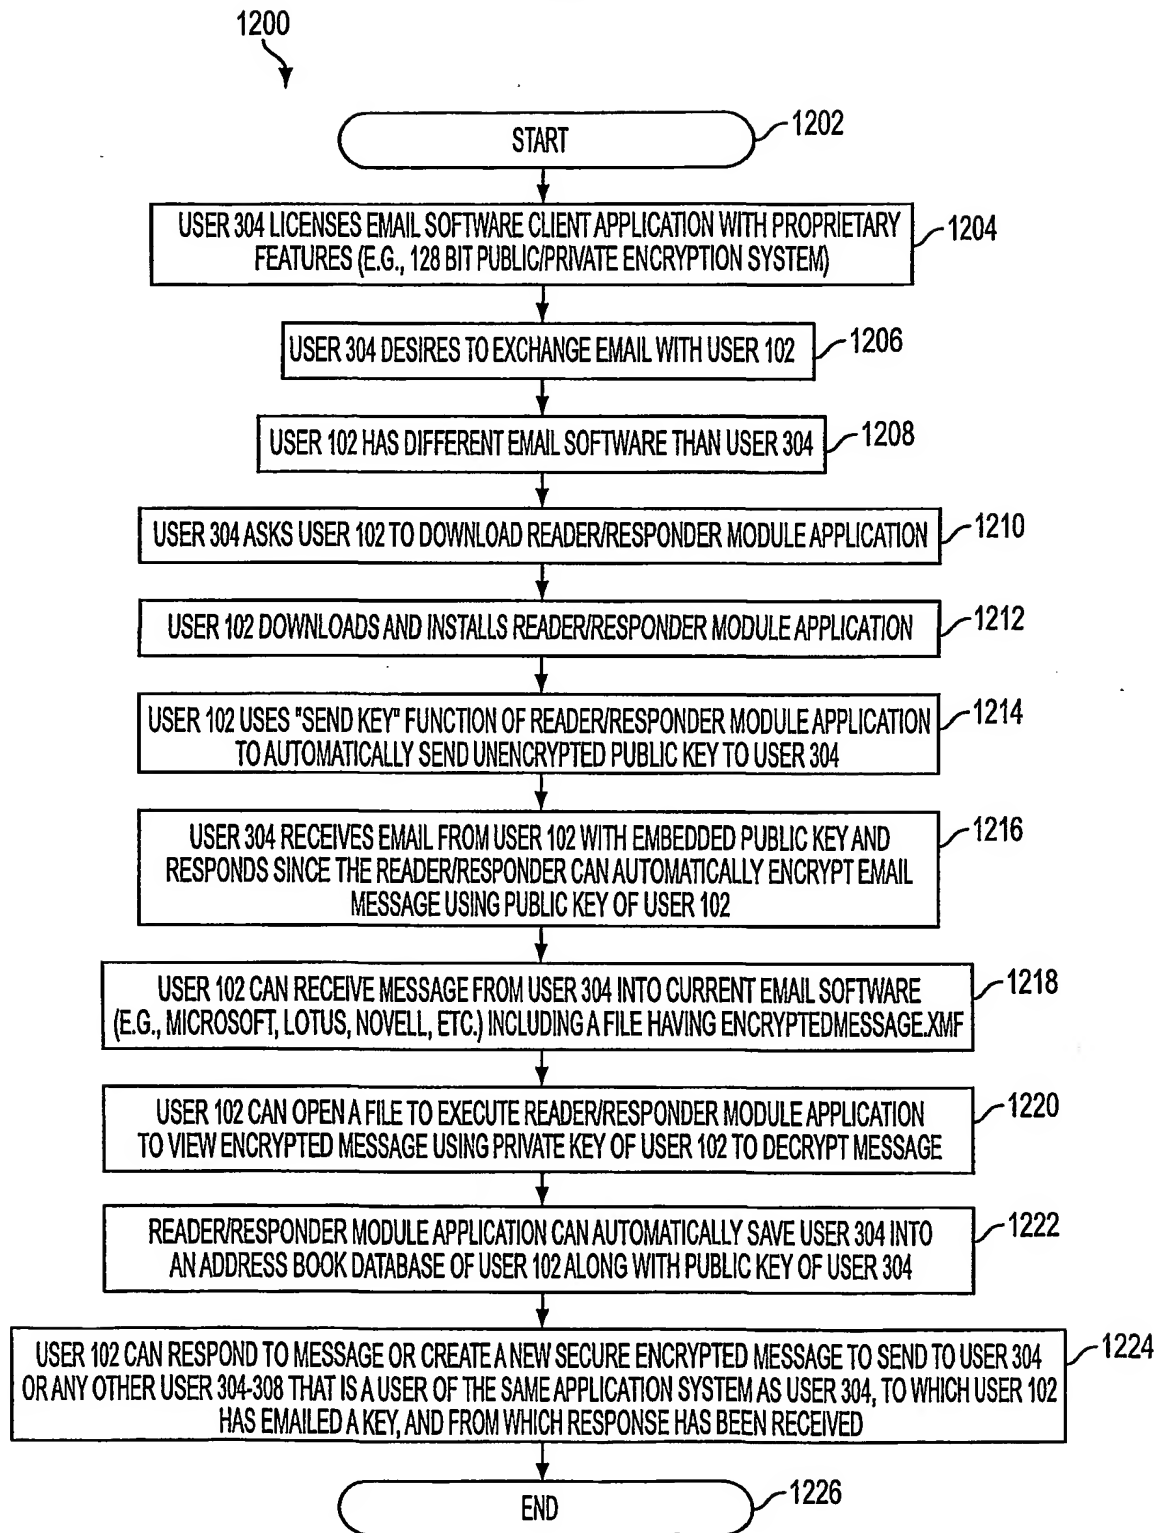 1200
START
1202
USER 304 LICENSES EMAIL SOFTWARE CLIENT APPLICATION WITH PROPRIETARY
FEATURES (E.G., 128 BIT PUBLIC/PRIVATE ENCRYPTION SYSTEM)
1204
USER 304 DESIRES TO EXCHANGE EMAIL WITH USER 102
1206
USER 102 HAS DIFFERENT EMAIL SOFTWARE THAN USER 304
1208
USER 304 ASKS USER 102 TO DOWNLOAD READER/RESPONDER MODULE APPLICATION
1210
USER 102 DOWNLOADS AND INSTALLS READER/RESPONDER MODULE APPLICATION
1212
USER 102 USES "SEND KEY" FUNCTION OF READER/RESPONDER MODULE APPLICATION
TO AUTOMATICALLY SEND UNENCRYPTED PUBLIC KEY TO USER 304
1214
USER 304 RECEIVES EMAIL FROM USER 102 WITH EMBEDDED PUBLIC KEY AND
RESPONDS SINCE THE READER/RESPONDER CAN AUTOMATICALLY ENCRYPT EMAIL
MESSAGE USING PUBLIC KEY OF USER 102
1216
USER 102 CAN RECEIVE MESSAGE FROM USER 304 INTO CURRENT EMAIL SOFTWARE
(E.G., MICROSOFT, LOTUS, NOVELL, ETC.) INCLUDING A FILE HAVING ENCRYPTEDMESSAGE.XMF
1218
USER 102 CAN OPEN A FILE TO EXECUTE READER/RESPONDER MODULE APPLICATION
TO VIEW ENCRYPTED MESSAGE USING PRIVATE KEY OF USER 102 TO DECRYPT MESSAGE
1220
READER/RESPONDER MODULE APPLICATION CAN AUTOMATICALLY SAVE USER 304 INTO
AN ADDRESS BOOK DATABASE OF USER 102 ALONG WITH PUBLIC KEY OF USER 304
1222
USER 102 CAN RESPOND TO MESSAGE OR CREATE A NEW SECURE ENCRYPTED MESSAGE TO SEND TO USER 304
OR ANY OTHER USER 304-308 THAT IS A USER OF THE SAME APPLICATION SYSTEM AS USER 304, TO WHICH USER 102
HAS EMAILED A KEY, AND FROM WHICH RESPONSE HAS BEEN RECEIVED
1224
END
1226